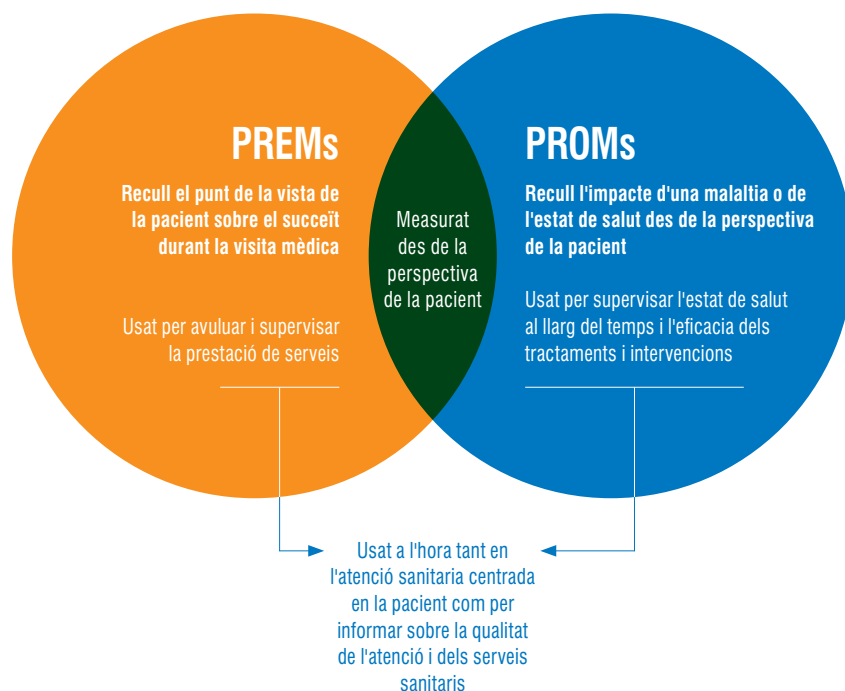 PREMs
Recull el punt de la vista de
la pacient sobre el succeït
durant la visita mèdica
Usat per avuluar i supervisar
la prestació de serveis
Measurat
des de la
perspectiva
de la pacient
PROMs
Recull l'impacte d'una malaltia o de
l'estat de salut des de la perspectiva
de la pacient
Usat per supervisar l'estat de salut
al llarg del temps i l'eficacia dels
tractaments i intervencions
Usat a l'hora tant en
l'atenció sanitaria centrada
en la pacient com per
informar sobre la qualitat
de l'atenció i dels serveis
sanitaris